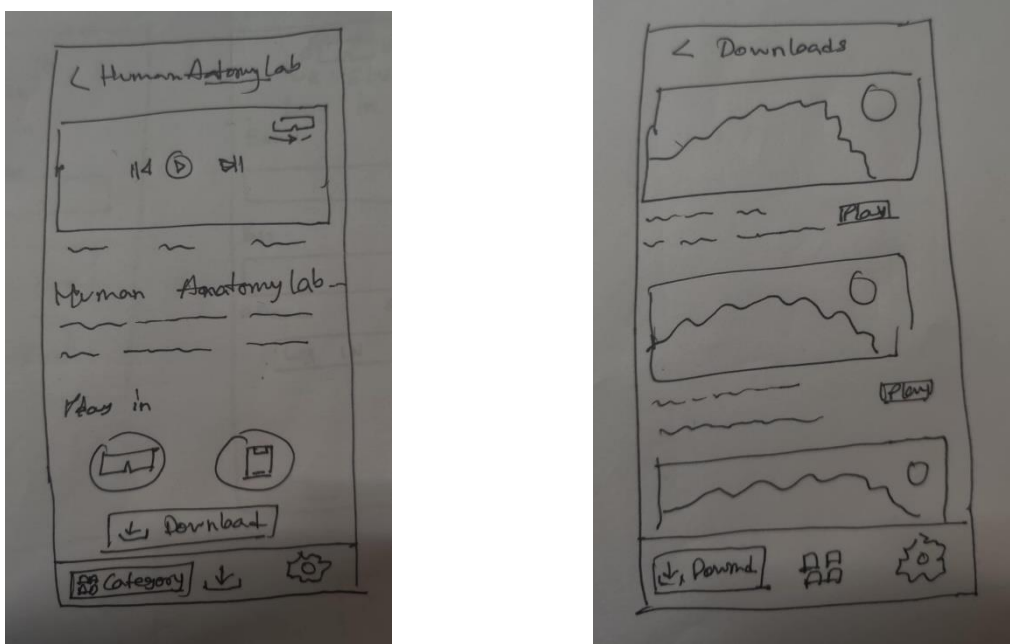 < Human Anatomy Lab
Human Anatomy Lab
Play in
Download
Category
< Downloads
Play
Play
Downd